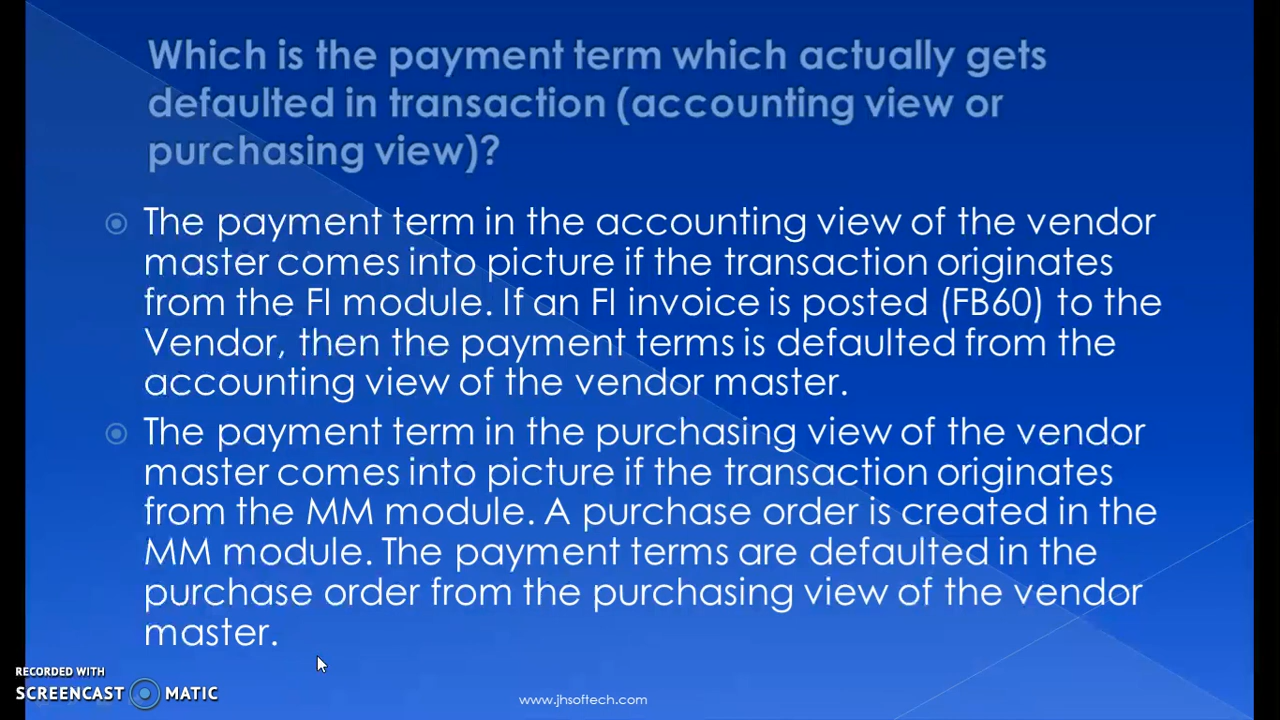 Which is the payment term which actually gets
defaulted in transaction (accounting view or
purchasing view)?
The payment term in the accounting view of the vendor
master comes into picture if the transaction originates
from the FI module. If an FI invoice is posted (FB60) to the
Vendor, then the payment terms is defaulted from the
accounting view of the vendor master.
The payment term in the purchasing view of the vendor
master comes into picture if the transaction originates
from the MM module. A purchase order is created in the
MM module. The payment terms are defaulted in the
purchase order from the purchasing view of the vendor
master.
RECORDED WITH
SCREENCAST MATIC
www.jhsoftech.com